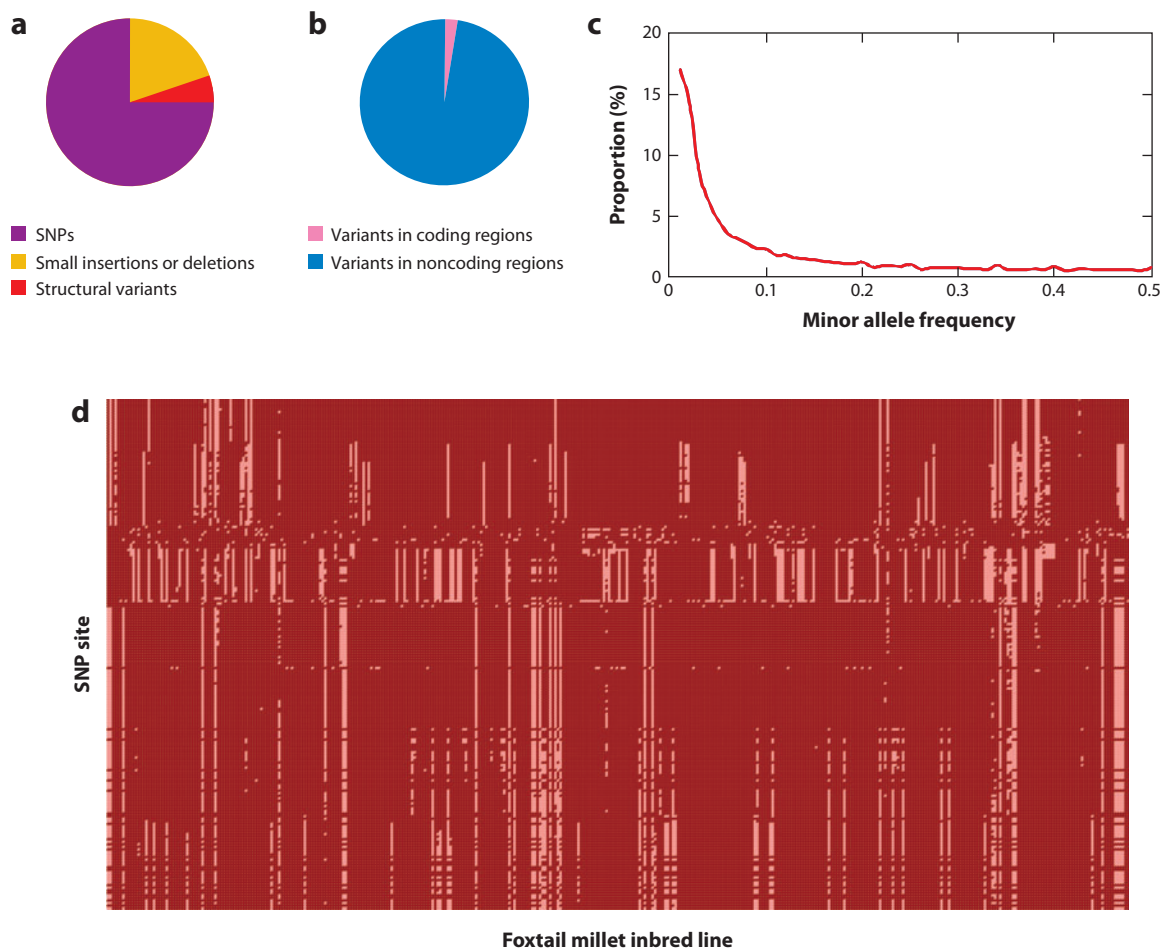 a
SNPs
Small insertions or deletions
Structural variants
b
Variants in coding regions
Variants in noncoding regions
c
Proportion (%)
20
15
10
5
0
0
0.1
0.2
0.3
0.4
0.5
Minor allele frequency
d
SNP site
Foxtail millet inbred line